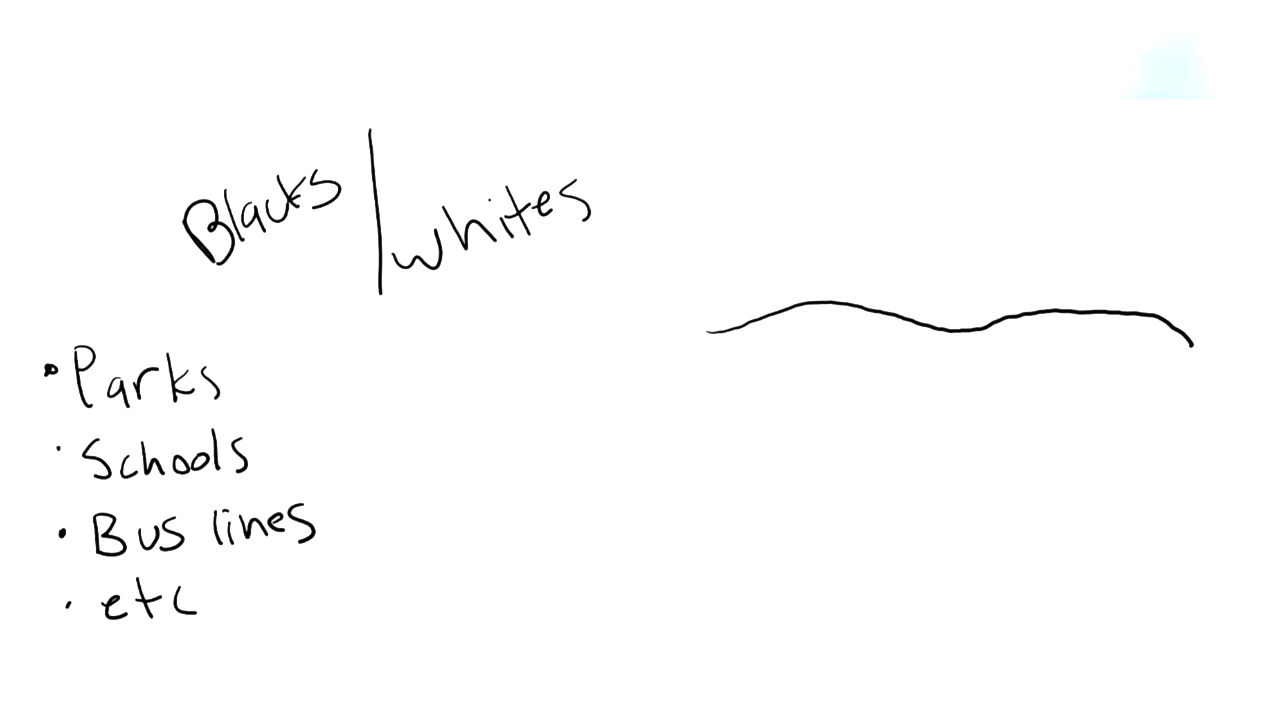 Blacks | whites
• Parks
• Schools
• Bus lines
• etc